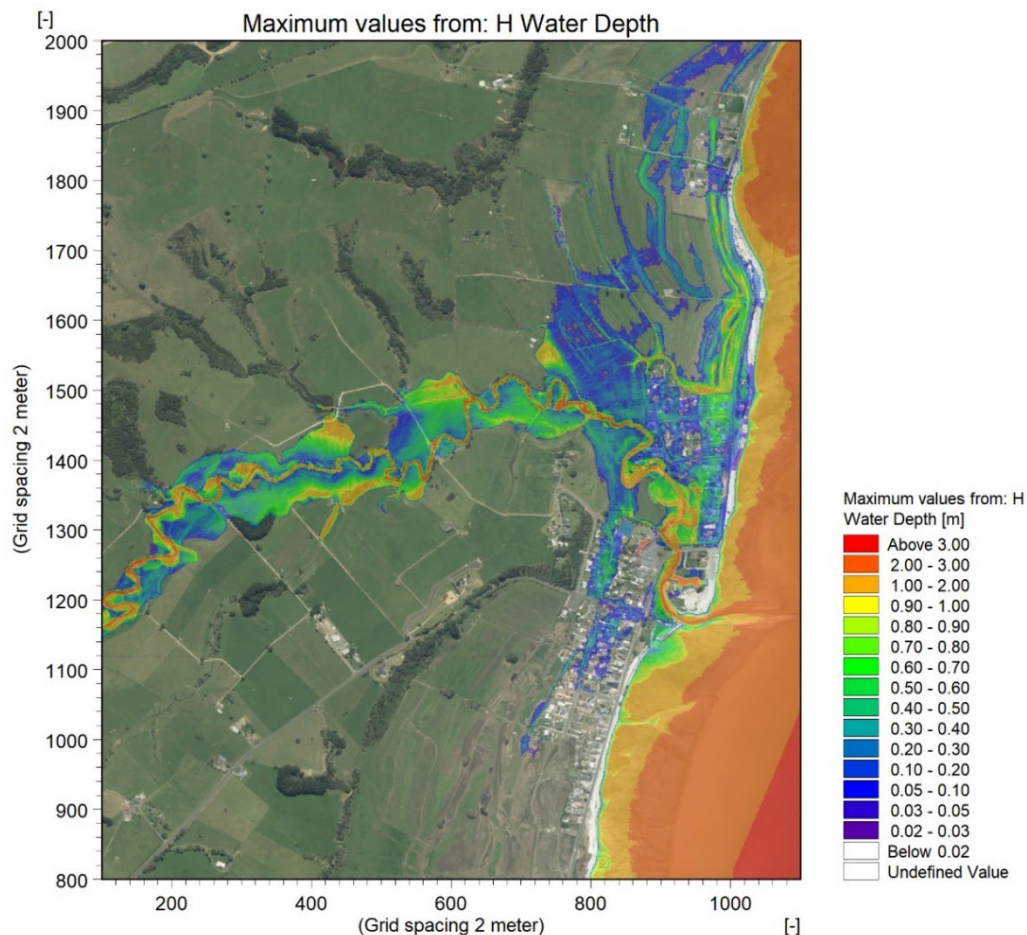 [-]
Maximum values from: H Water Depth
2000
1900
1800
1700
1600
1500
1400
1300
1200
1100
1000
900
800
(Grid spacing 2 meter)
200
400
600
800
1000
(Grid spacing 2 meter)
[-]
Maximum values from: H
Water Depth [m]
Above 3.00
2.00 - 3.00
1.00 - 2.00
0.90 - 1.00
0.80 - 0.90
0.70 - 0.80
0.60 - 0.70
0.50 - 0.60
0.40 - 0.50
0.30 - 0.40
0.20 - 0.30
0.10 - 0.20
0.05 - 0.10
0.03 - 0.05
0.02 - 0.03
Below 0.02
Undefined Value